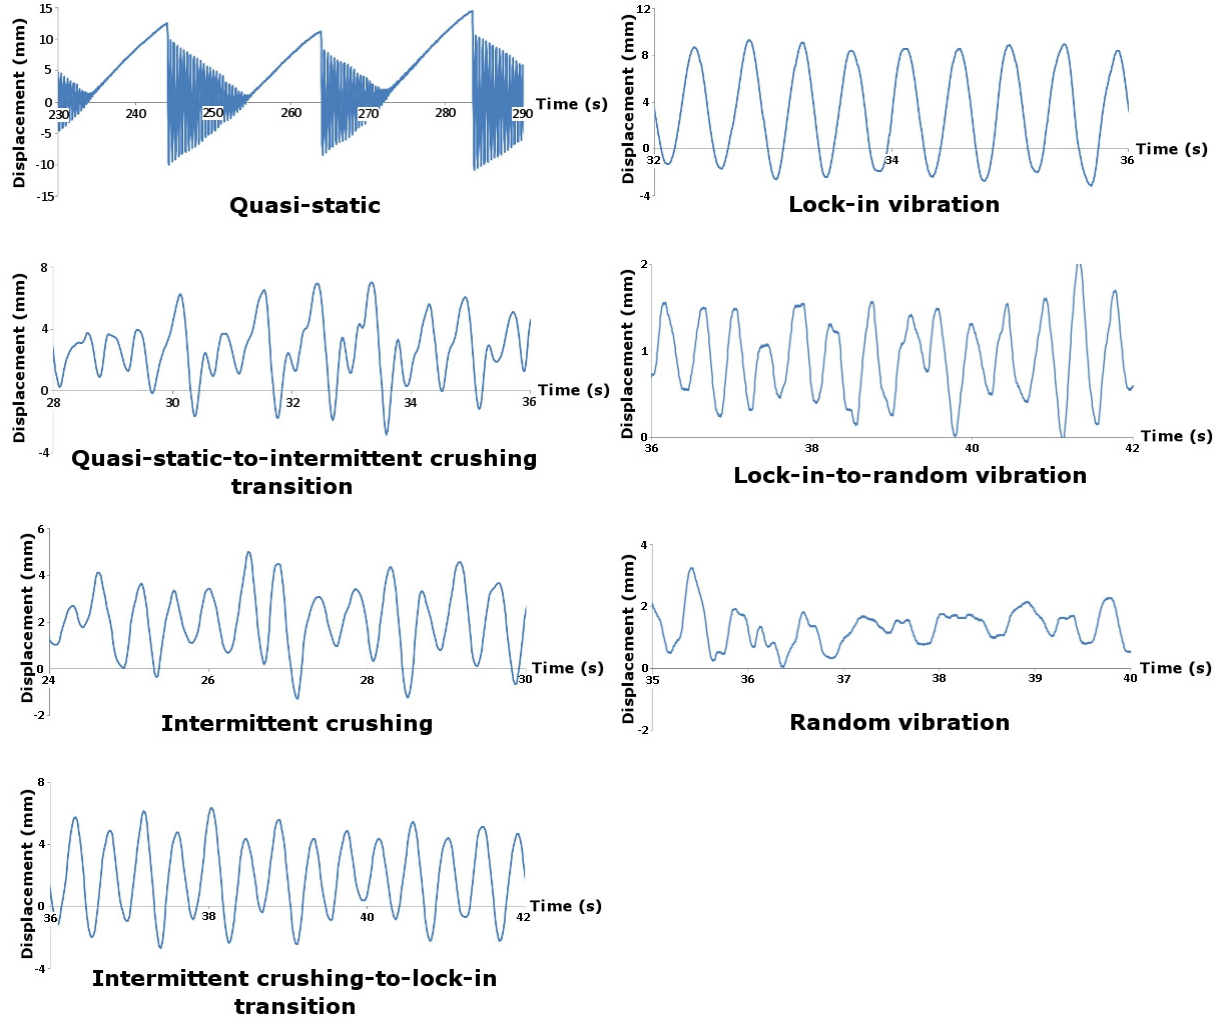 Displacement (mm)
15
10
5
0
-5
-10
-15
230
240
250
260
270
280
290
Time (s)
Quasi-static
Displacement (mm)
12
8
4
0
-4
32
34
36
Time (s)
Lock-in vibration
Displacement (mm)
8
4
0
-4
28
30
32
34
36
Time (s)
Quasi-static-to-intermittent crushing
transition
Displacement (mm)
2
1
0
36
38
40
42
Time (s)
Lock-in-to-random vibration
Displacement (mm)
6
4
2
0
-2
24
26
28
30
Time (s)
Intermittent crushing
Displacement (mm)
4
2
0
-2
35
36
37
38
39
40
Time (s)
Random vibration
Displacement (mm)
8
4
0
-4
36
38
40
42
Time (s)
Intermittent crushing-to-lock-in
transition